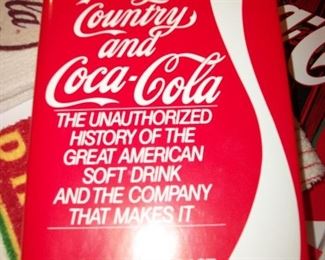 Country
and
Coca-Cola
THE UNAUTHORIZED
HISTORY OF THE
GREAT AMERICAN
SOFT DRINK
AND THE COMPANY
THAT MAKES IT